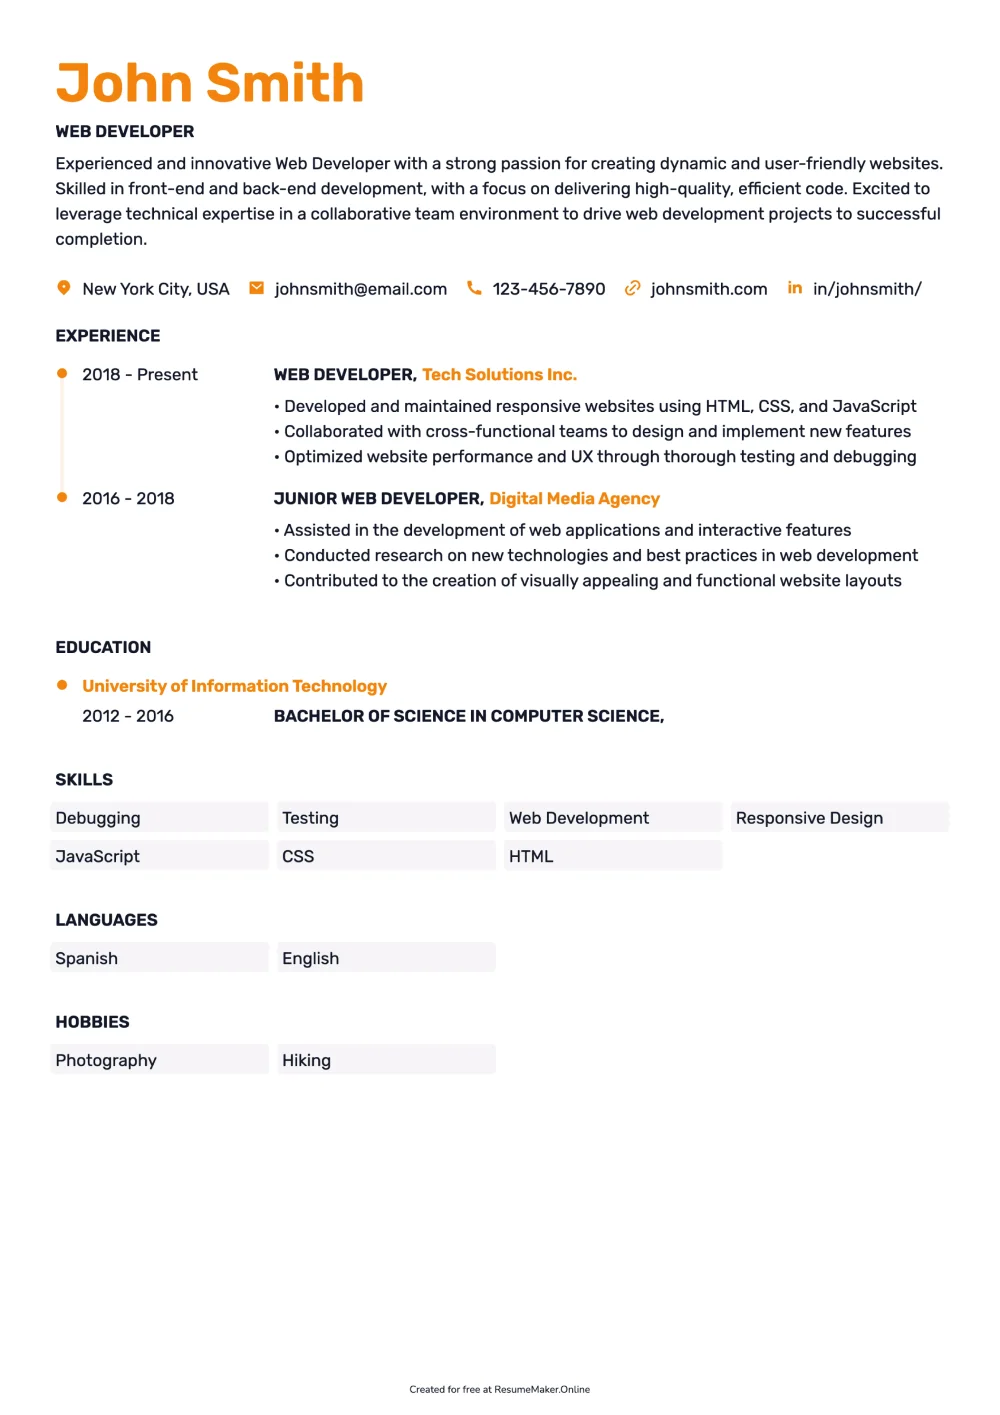 John Smith
WEB DEVELOPER
Experienced and innovative Web Developer with a strong passion for creating dynamic and user-friendly websites.
Skilled in front-end and back-end development, with a focus on delivering high-quality, efficient code. Excited to
leverage technical expertise in a collaborative team environment to drive web development projects to successful
completion.
New York City, USA johnsmith@email.com 123-456-7890 johnsmith.com in in/johnsmith/
EXPERIENCE
2018 - Present WEB DEVELOPER, Tech Solutions Inc.
• Developed and maintained responsive websites using HTML, CSS, and JavaScript
• Collaborated with cross-functional teams to design and implement new features
• Optimized website performance and UX through thorough testing and debugging
2016 - 2018 JUNIOR WEB DEVELOPER, Digital Media Agency
• Assisted in the development of web applications and interactive features
• Conducted research on new technologies and best practices in web development
• Contributed to the creation of visually appealing and functional website layouts
EDUCATION
University of Information Technology
2012 - 2016 BACHELOR OF SCIENCE IN COMPUTER SCIENCE,
SKILLS
Debugging Testing Web Development Responsive Design
JavaScript CSS HTML
LANGUAGES
Spanish English
HOBBIES
Photography Hiking
Created for free at ResumeMaker.Online